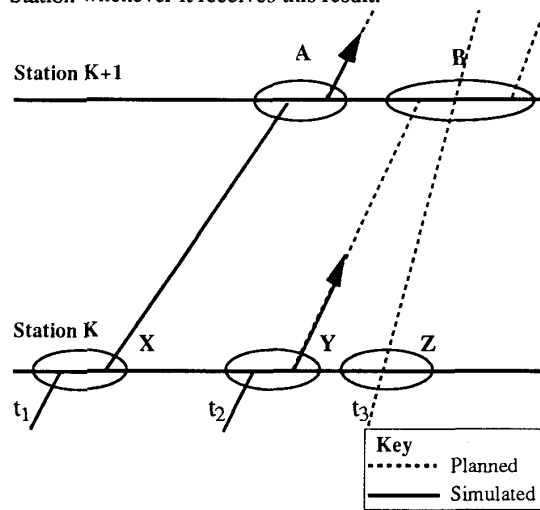 Station whenever it receives this result.
A
B
Station K+1
Station K
X
Y
Z
t1
t2
t3
Key
Planned
Simulated